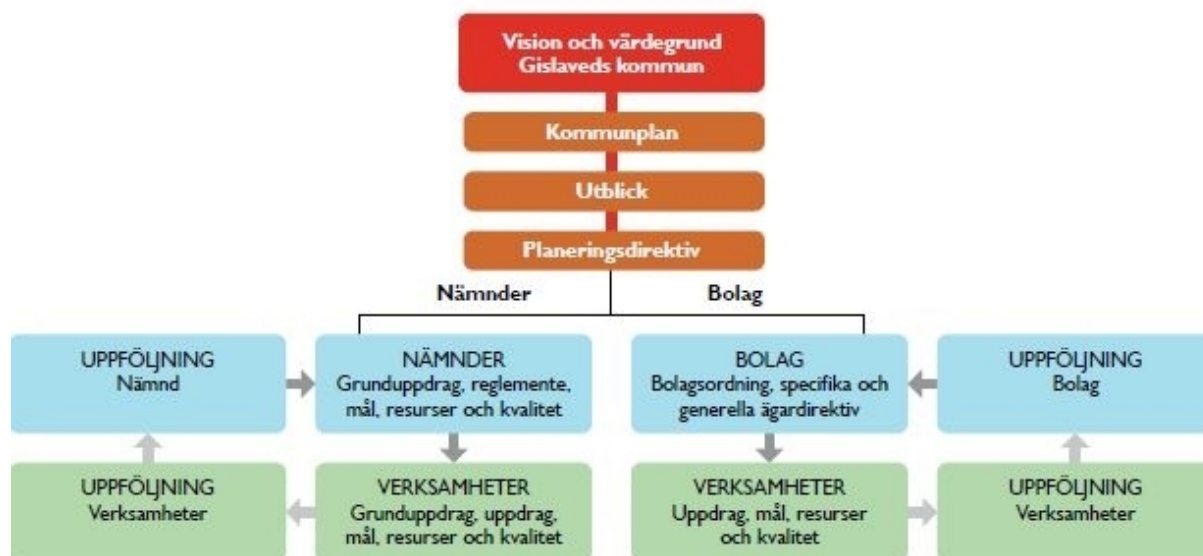 Vision och värdegrund
Gislaveds kommun
Kommunplan
Utblick
Planeringsdirektiv
Nämnder
Bolag
UPPFÖLJNING
Nämnd
NÄMNDER
Grunduppdrag, reglemente,
mål, resurser och kvalitet
BOLAG
Bolagsordning, specifika och
generella ägardirektiv
UPPFÖLJNING
Bolag
UPPFÖLJNING
Verksamheter
VERKSAMHETER
Grunduppdrag, uppdrag,
mål, resurser och kvalitet
VERKSAMHETER
Uppdrag, mål, resurser
och kvalitet
UPPFÖLJNING
Verksamheter